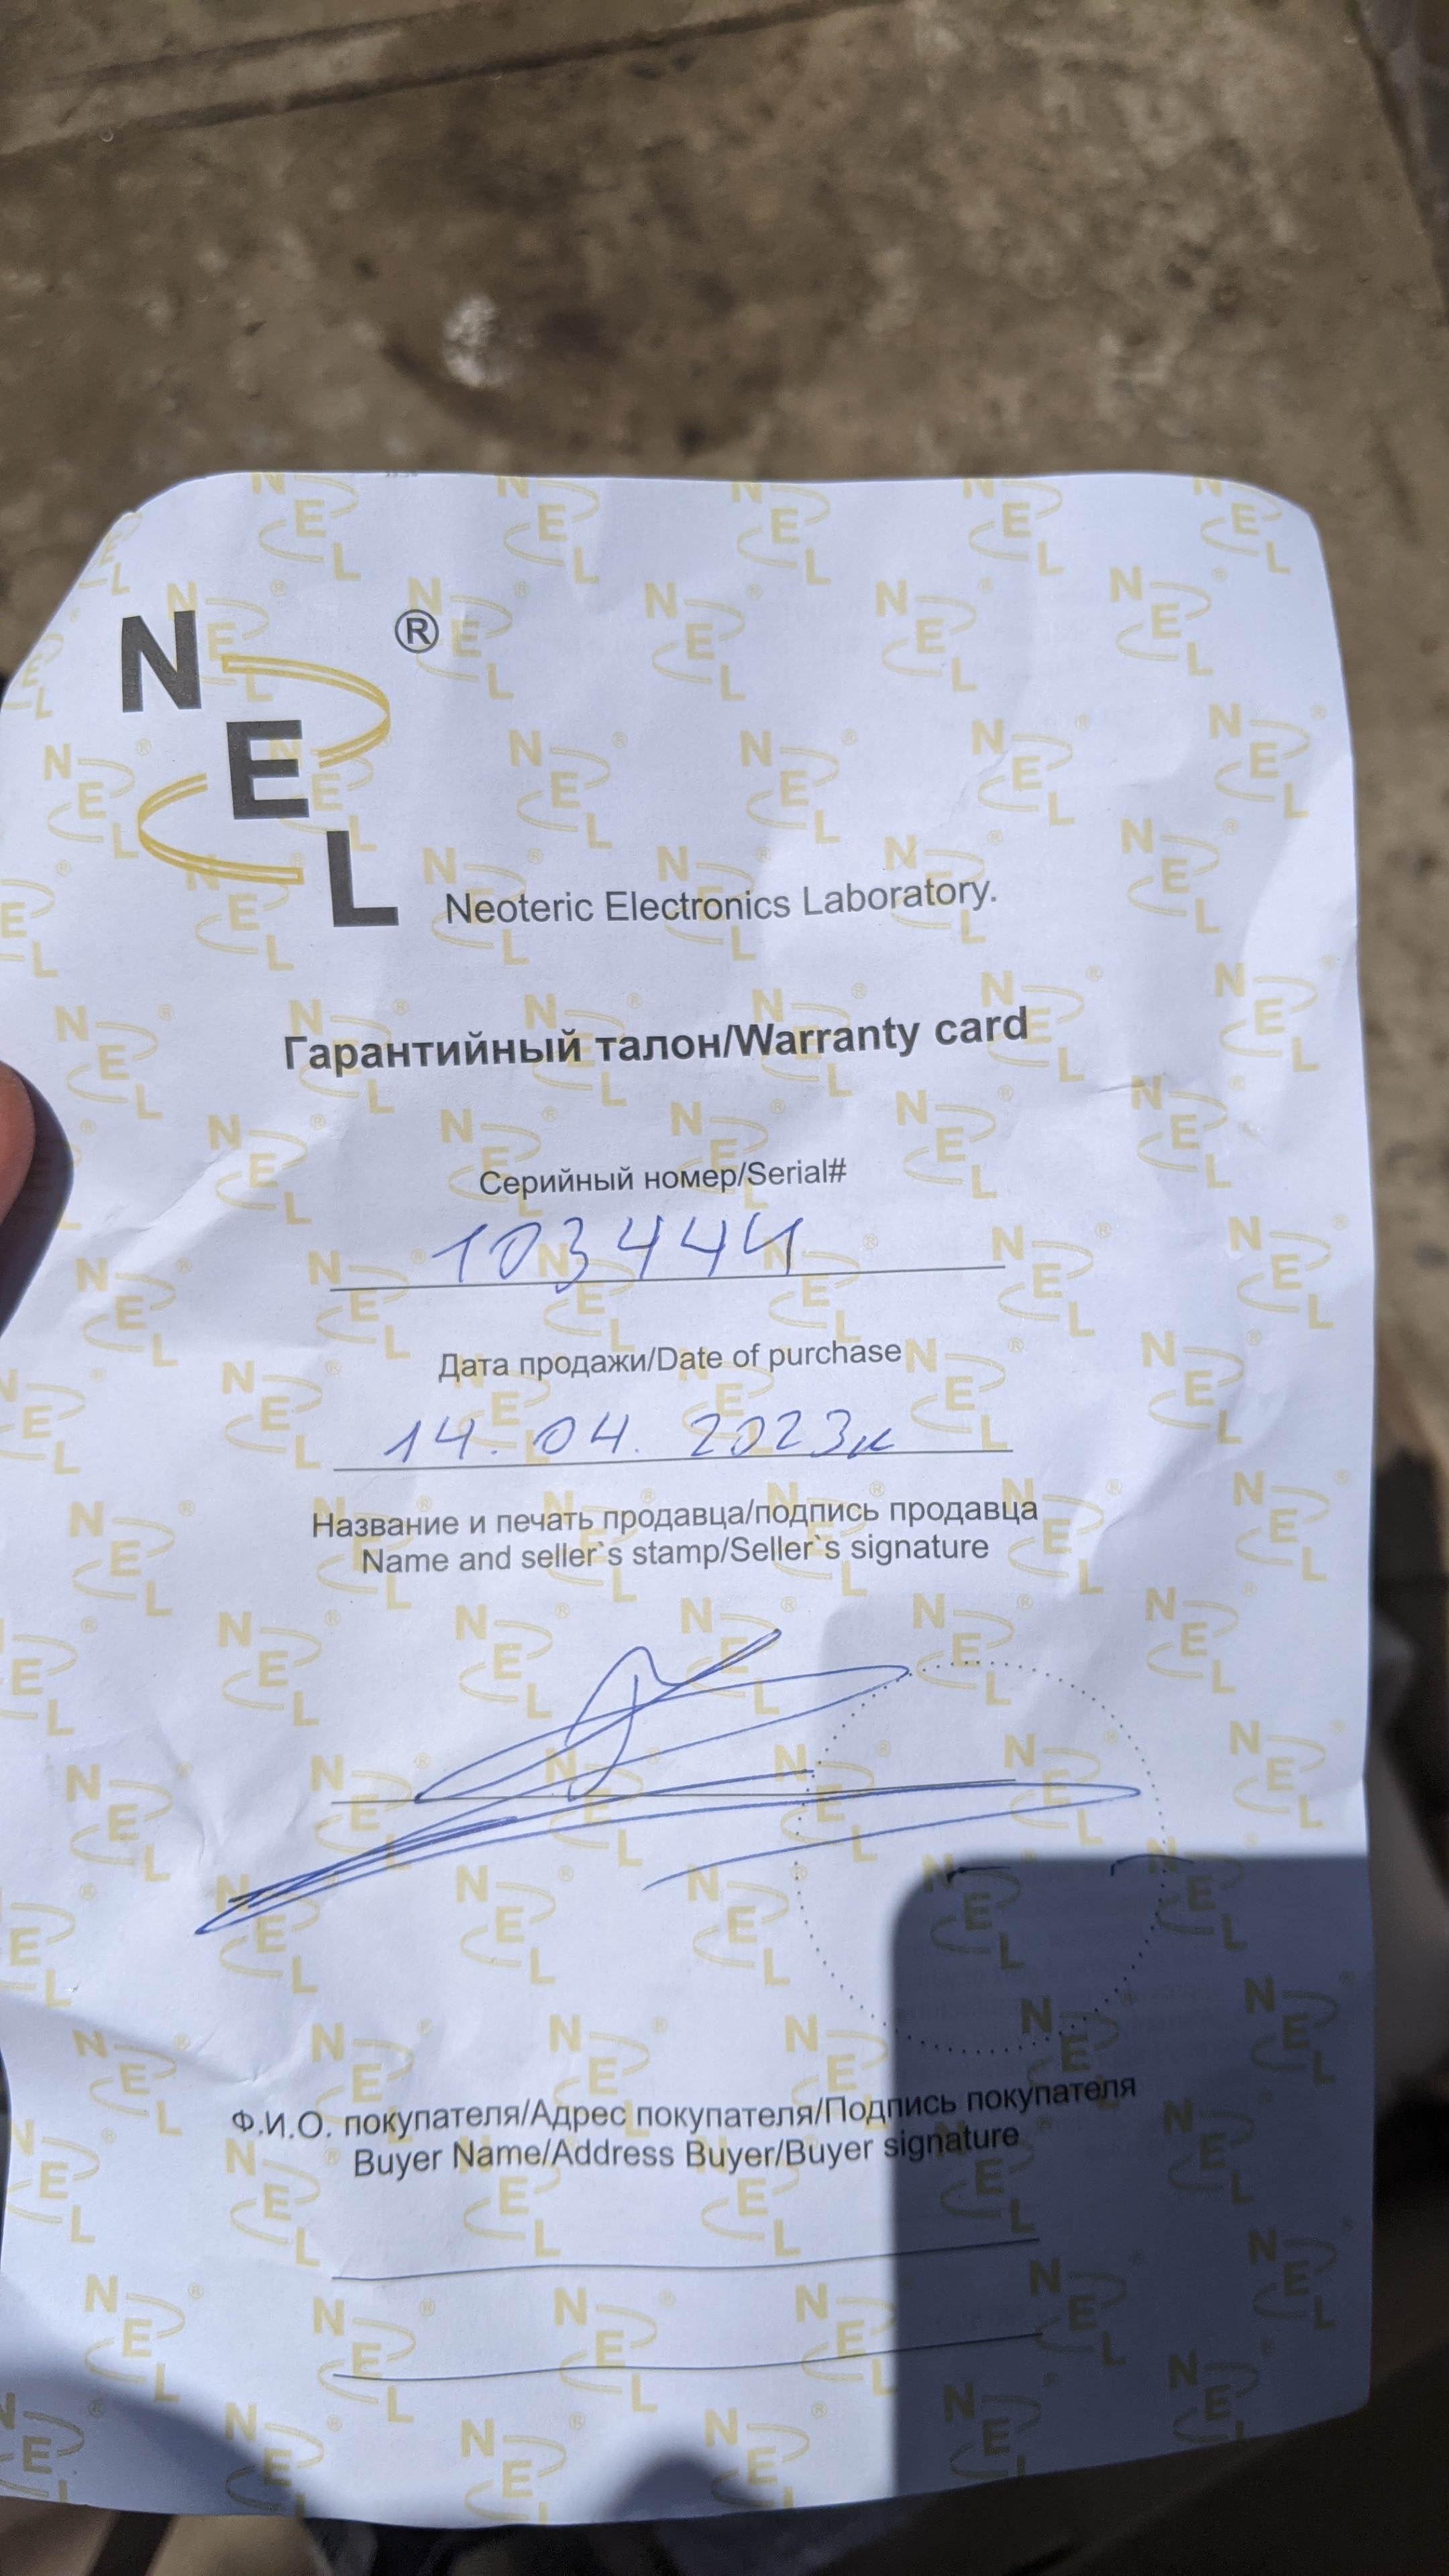 N
®
E
L
Neoteric Electronics Laboratory.
Гарантийный талон/Warranty card
Серийный номер/Serial#
103444
Дата продажи/Date of purchase
14. 04. 2023
Название и печать продавца/подпись продавца
Name and seller`s stamp/Seller`s signature
Ф.И.О. покупателя/Адрес покупателя/Подпись покупателя
Buyer Name/Address Buyer/Buyer signature